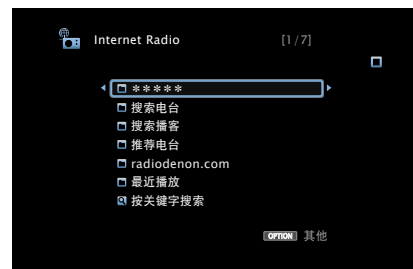 Internet Radio [1/7]
*****
搜索电台
搜索播客
推荐电台
radiodenon.com
最近播放
按关键字搜索
OPTION 其他